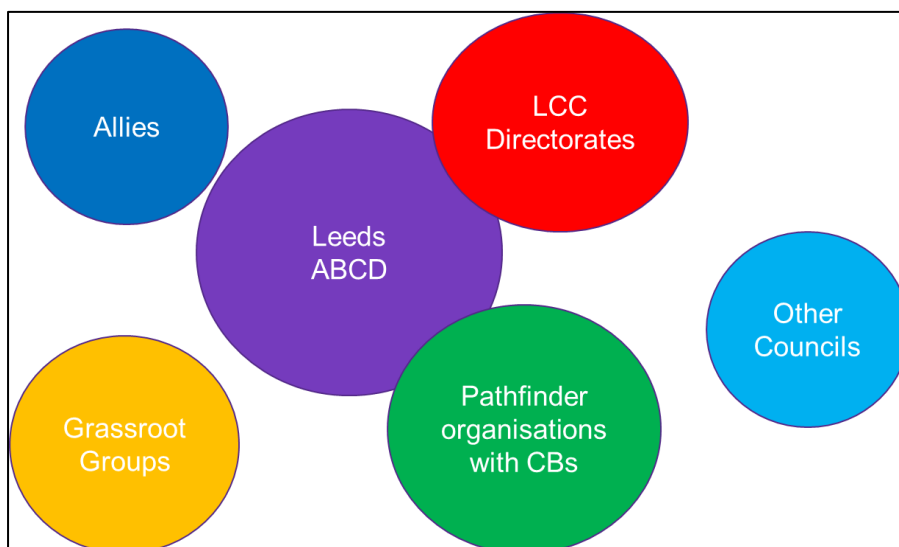 Allies
LCC
Directorates
Leeds
ABCD
Other
Councils
Grassroot
Groups
Pathfinder
organisations
with CBs